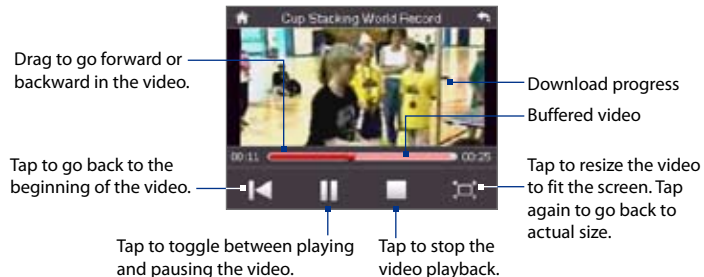 Cup Stacking World Record
Drag to go forward or
backward in the video.
Download progress
Buffered video
00:11
00:25
Tap to go back to the
beginning of the video.
Tap to resize the video
to fit the screen. Tap
again to go back to
actual size.
Tap to toggle between playing
and pausing the video.
Tap to stop the
video playback.